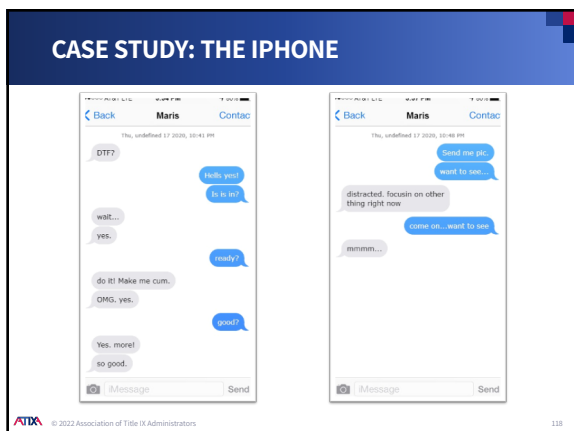 CASE STUDY: THE IPHONE
Back Maris Contac
Thu, undefined 17 2020, 10:41 PM
DTF?
Hells yes!
Is is in?
wait...
yes.
ready?
do it! Make me cum.
OMG. yes.
good?
Yes. more!
so good.
iMessage Send
Back Maris Contac
Thu, undefined 17 2020, 10:46 PM
Send me pic.
want to see...
distracted. focusin on other
thing right now
come on...want to see
mmmm...
iMessage Send
ATIXA © 2022 Association of Title IX Administrators
118